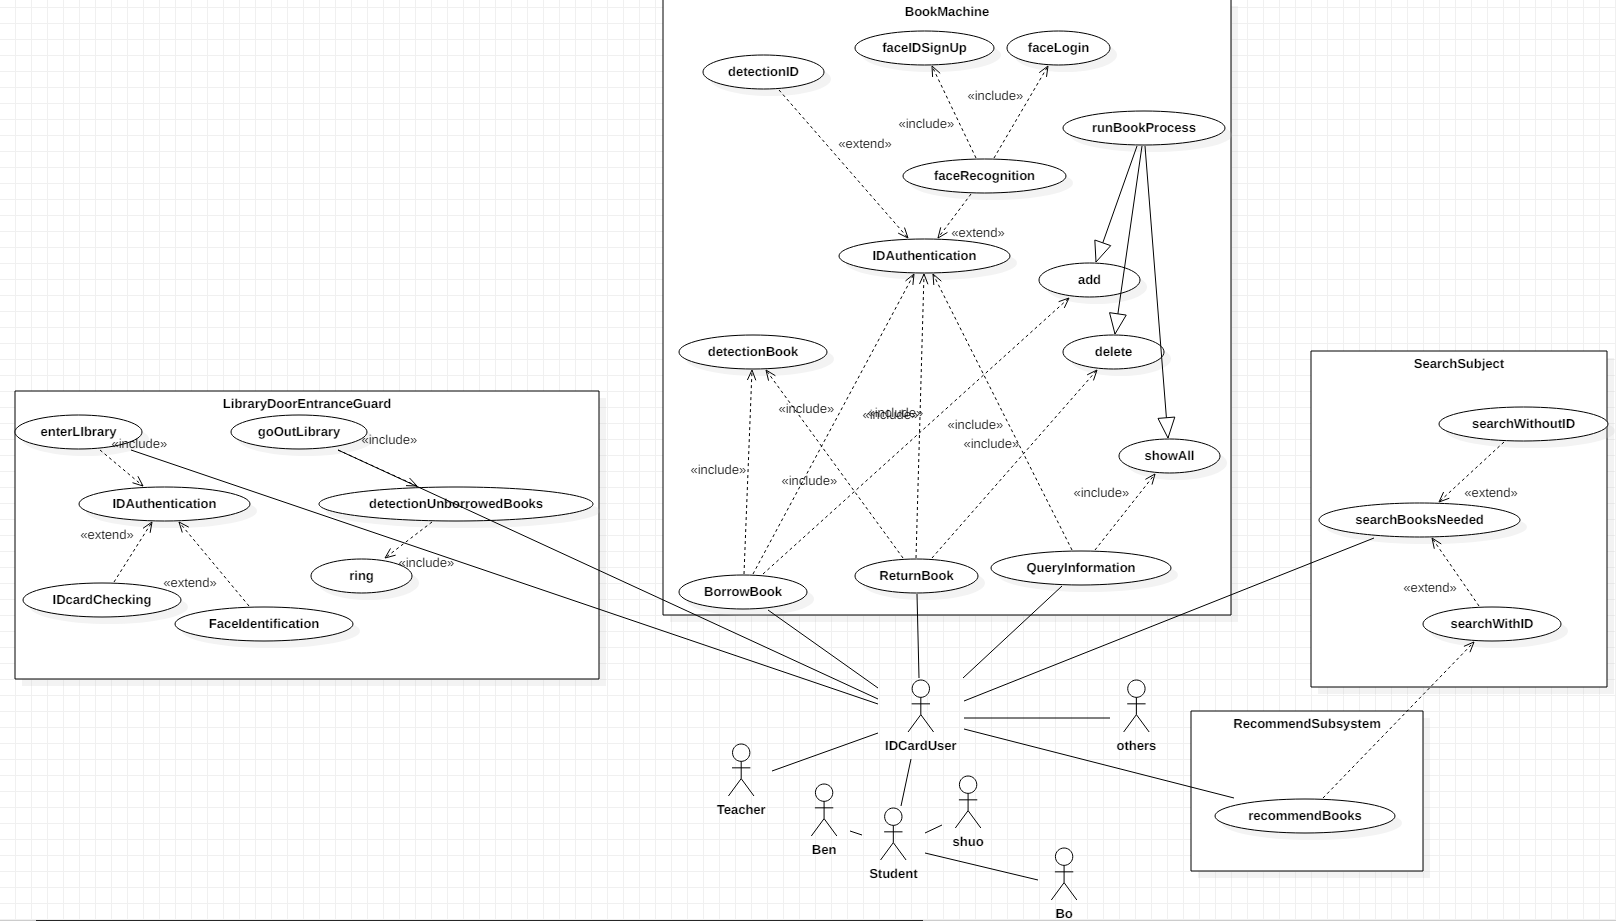 BookMachine
faceIDSignUp
faceLogin
detectionID
«include»
«include»
runBookProcess
«extend»
faceRecognition
«extend»
IDAuthentication
add
detectionBook
delete
SearchSubject
LibraryDoorEntranceGuard
enterLIbrary
goOutLibrary
«include»
«include»
«include»
«include»
«include»
«include»
«include»
searchWithoutID
showAll
«include»
«include»
«include»
«extend»
IDAuthentication
detectionUnborrowedBooks
searchBooksNeeded
«extend»
«include»
ring
«extend»
IDcardChecking
FaceIdentification
BorrowBook
ReturnBook
QueryInformation
«extend»
searchWithID
RecommendSubsystem
IDCardUser
others
Teacher
recommendBooks
Ben
shuo
Student
Bo